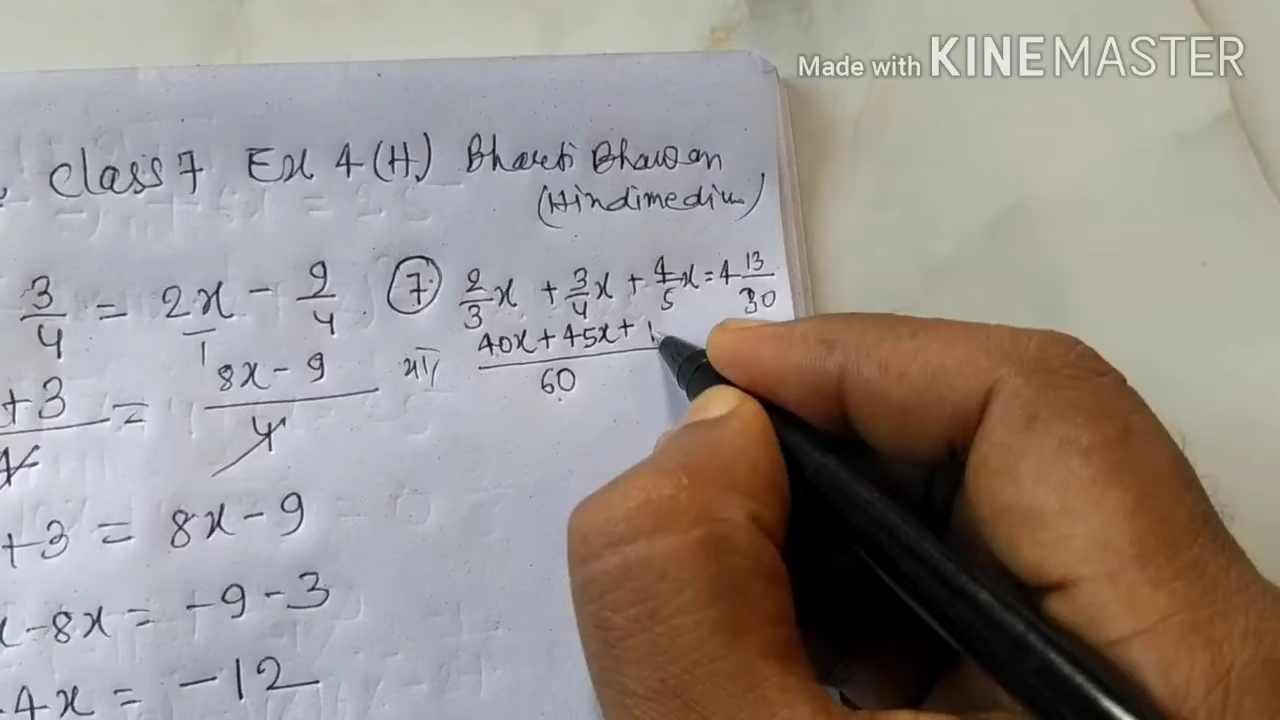 Made with KINEMASTER
Class 7 Ex 4 (H) Bharti Bhawan
(Hindimedium)
3/4 = 2x/1 - 9/4
+3 = 8x - 9/4
+3 = 8x - 9
x - 8x = -9 - 3
-4x = -12
⑦ 2/3x + 3/4x + 4/5x = 4 13/30
या 40x + 45x + / 60